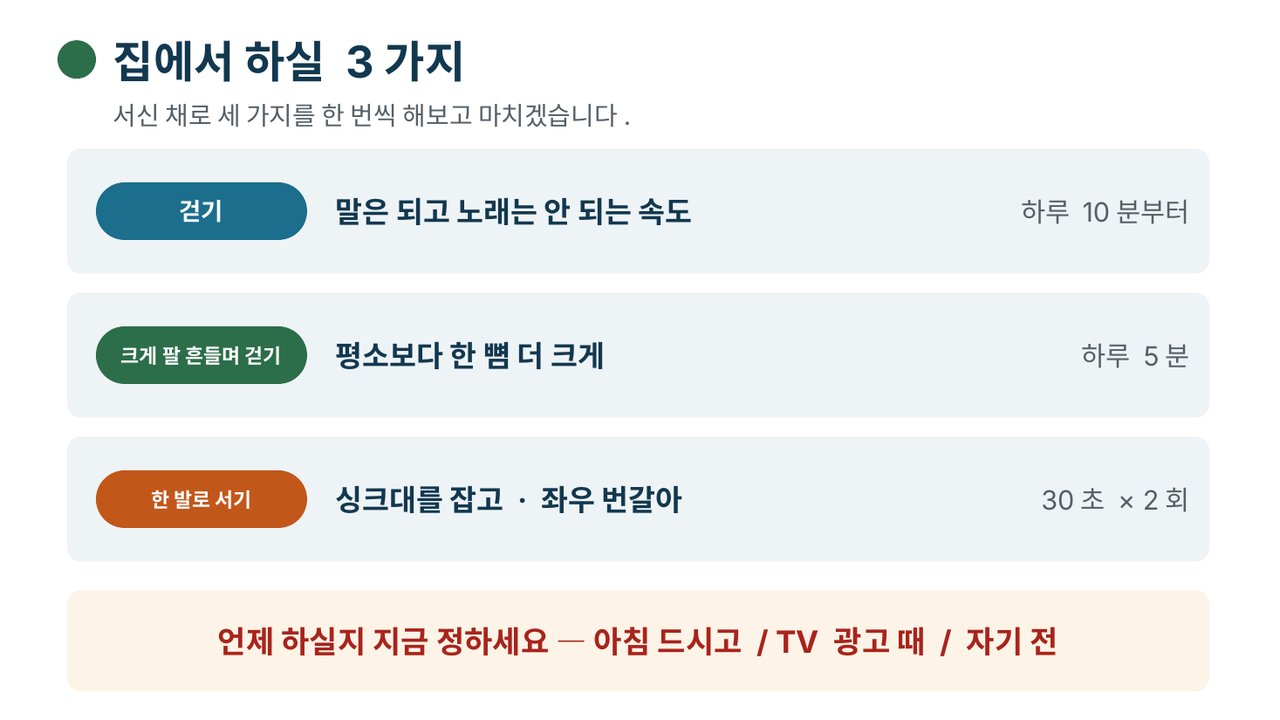 집에서 하실 3 가지
서신 채로 세 가지를 한 번씩 해보고 마치겠습니다 .
걷기 말은 되고 노래는 안 되는 속도 하루 10 분부터
크게 팔 흔들며 걷기 평소보다 한 뼘 더 크게 하루 5 분
한 발로 서기 싱크대를 잡고 · 좌우 번갈아 30 초 × 2 회
언제 하실지 지금 정하세요 — 아침 드시고 / TV 광고 때 / 자기 전